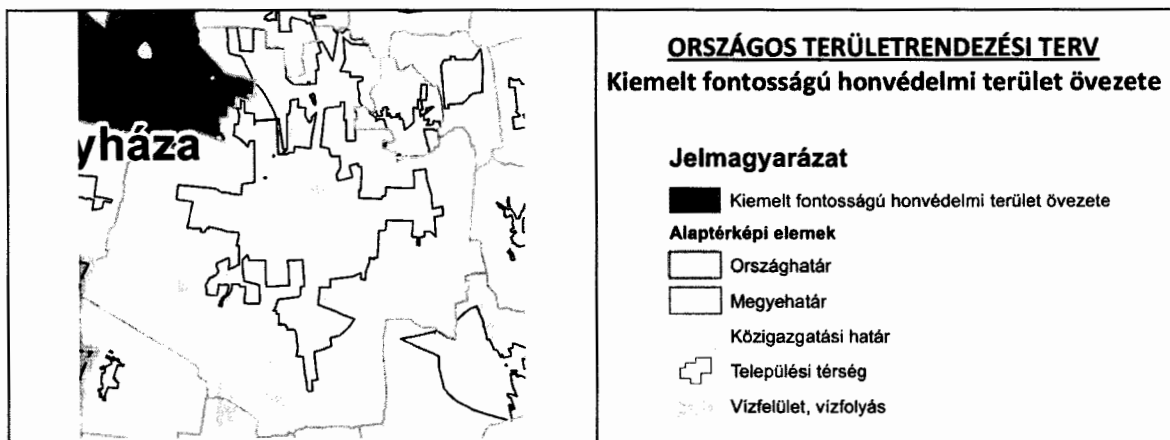 yháza
ORSZÁGOS TERÜLETRENDEZÉSI TERV
Kiemelt fontosságú honvédelmi terület övezete
Jelmagyarázat
Kiemelt fontosságú honvédelmi terület övezete
Alaptérképi elemek
Országhatár
Megyehatár
Közigazgatási határ
Települési térség
Vízfelület, vízfolyás